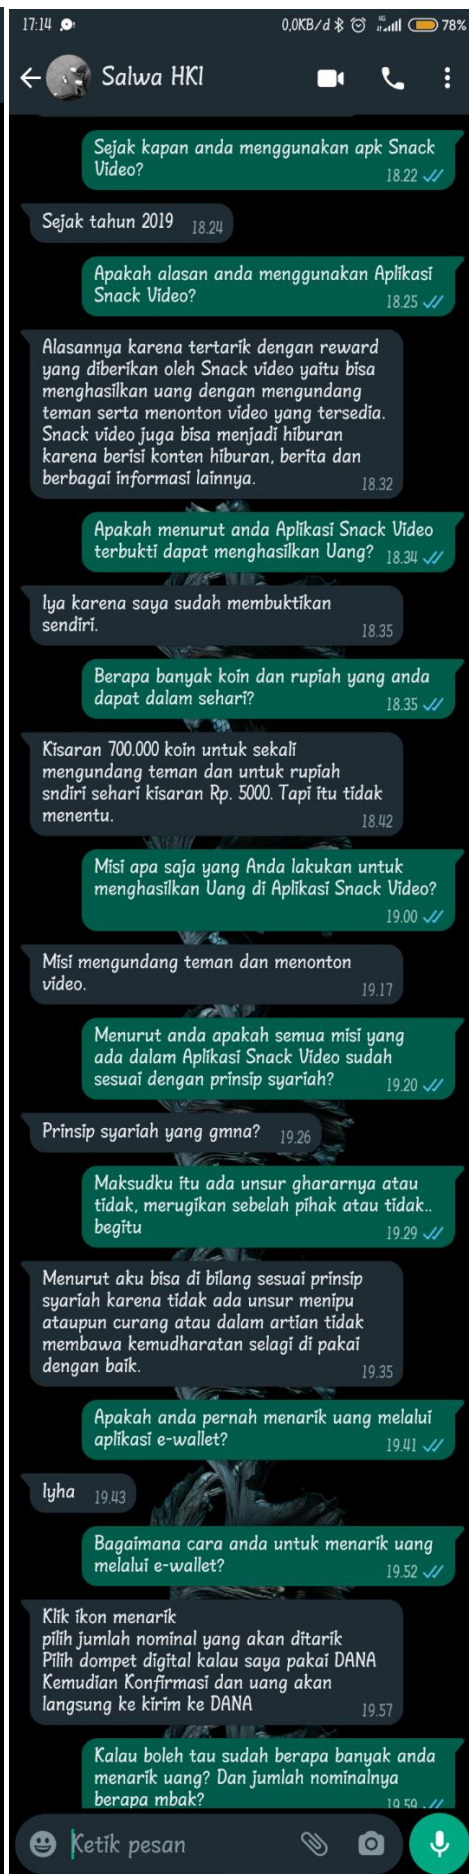 17:14
0,0KB/d 78%
Salwa HKI
Sejak kapan anda menggunakan apk Snack
Video?
18.22
Sejak tahun 2019 18.24
Apakah alasan anda menggunakan Aplikasi
Snack Video?
18.25
Alasannya karena tertarik dengan reward
yang diberikan oleh Snack video yaitu bisa
menghasilkan uang dengan mengundang
teman serta menonton video yang tersedia.
Snack video juga bisa menjadi hiburan
karena berisi konten hiburan, berita dan
berbagai informasi lainnya.
18.32
Apakah menurut anda Aplikasi Snack Video
terbukti dapat menghasilkan Uang? 18.34
Iya karena saya sudah membuktikan
sendiri.
18.35
Berapa banyak koin dan rupiah yang anda
dapat dalam sehari?
18.35
Kisaran 700.000 koin untuk sekali
mengundang teman dan untuk rupiah
sndiri sehari kisaran Rp. 5000. Tapi itu tidak
menentu.
18.42
Misi apa saja yang Anda lakukan untuk
menghasilkan Uang di Aplikasi Snack Video?
19.00
Misi mengundang teman dan menonton
video.
19.17
Menurut anda apakah semua misi yang
ada dalam Aplikasi Snack Video sudah
sesuai dengan prinsip syariah?
19.20
Prinsip syariah yang gmna? 19.26
Maksudku itu ada unsur ghararnya atau
tidak, merugikan sebelah pihak atau tidak..
begitu
19.29
Menurut aku bisa di bilang sesuai prinsip
syariah karena tidak ada unsur menipu
ataupun curang atau dalam artian tidak
membawa kemudharatan selagi di pakai
dengan baik.
19.35
Apakah anda pernah menarik uang melalui
aplikasi e-wallet?
19.41
Iyha 19.43
Bagaimana cara anda untuk menarik uang
melalui e-wallet?
19.52
Klik ikon menarik
pilih jumlah nominal yang akan ditarik
Pilih dompet digital kalau saya pakai DANA
Kemudian Konfirmasi dan uang akan
langsung ke kirim ke DANA
19.57
Kalau boleh tau sudah berapa banyak anda
menarik uang? Dan jumlah nominalnya
berapa mbak?
19.59
Ketik pesan